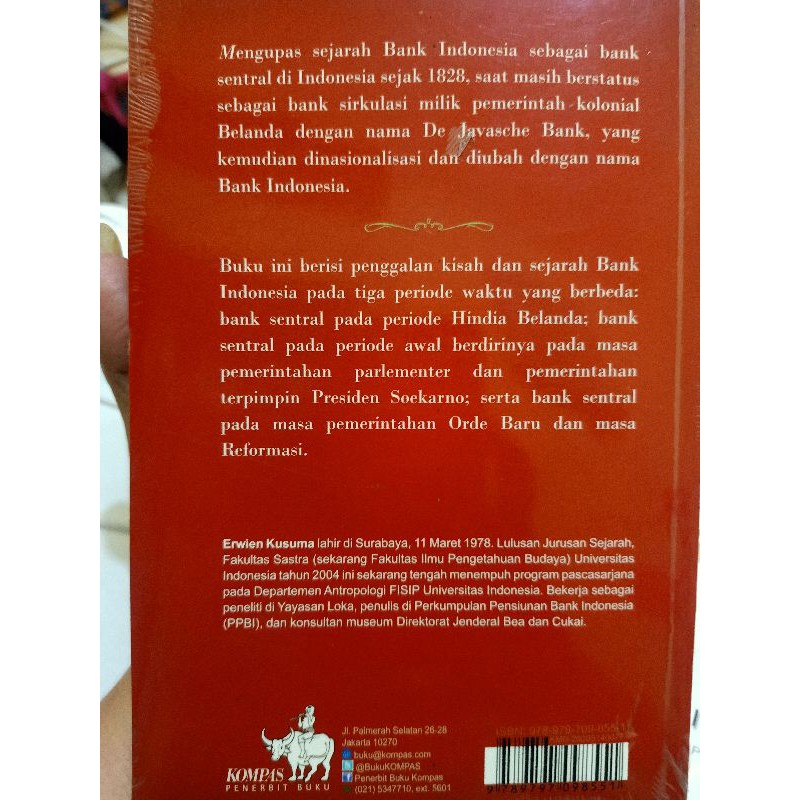 Mengupas sejarah Bank Indonesia sebagai bank
sentral di Indonesia sejak 1828, saat masih berstatus
sebagai bank sirkulasi milik pemerintah kolonial
Belanda dengan nama De Javasche Bank, yang
kemudian dinasionalisasi dan diubah dengan nama
Bank Indonesia.
Buku ini berisi penggalan kisah dan sejarah Bank
Indonesia pada tiga periode waktu yang berbeda:
bank sentral pada periode Hindia Belanda; bank
sentral pada periode awal berdirinya pada masa
pemerintahan parlementer dan pemerintahan
terpimpin Presiden Soekarno; serta bank sentral
pada masa pemerintahan Orde Baru dan masa
Reformasi.
Erwien Kusuma lahir di Surabaya, 11 Maret 1978. Lulusan Jurusan Sejarah,
Fakultas Sastra (sekarang Fakultas Ilmu Pengetahuan Budaya) Universitas
Indonesia tahun 2004 ini sekarang tengah menempuh program pascasarjana
pada Departemen Antropologi FISIP Universitas Indonesia. Bekerja sebagai
peneliti di Yayasan Loka, penulis di Perkumpulan Pensiunan Bank Indonesia
(PPBI), dan konsultan museum Direktorat Jenderal Bea dan Cukai.
KOMPAS
PENERBIT BUKU
Jl. Palmerah Selatan 26-28
Jakarta 10270
buku@kompas.com
@BukuKOMPAS
Penerbit Buku Kompas
(021) 5347710, ext. 5601
ISBN: 978-979-709-855-1
9789797098551